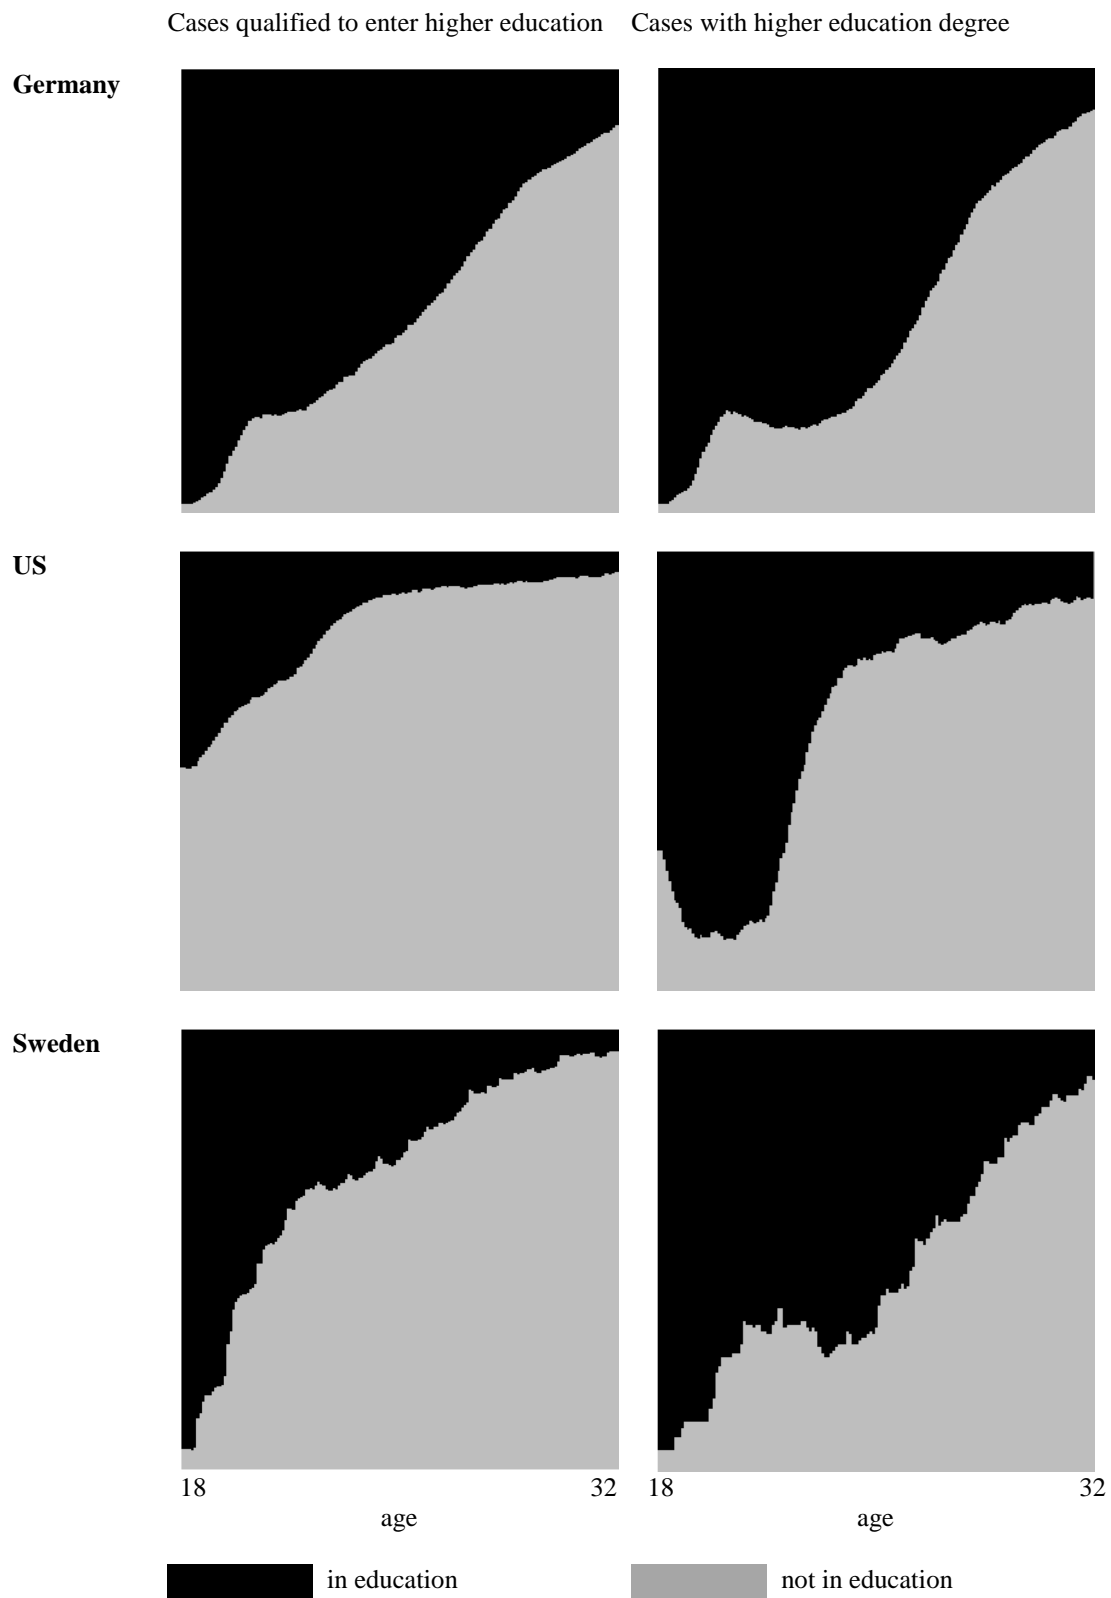 Cases qualified to enter higher education Cases with higher education degree
Germany
US
Sweden
18 32 18 32
age age
in education not in education